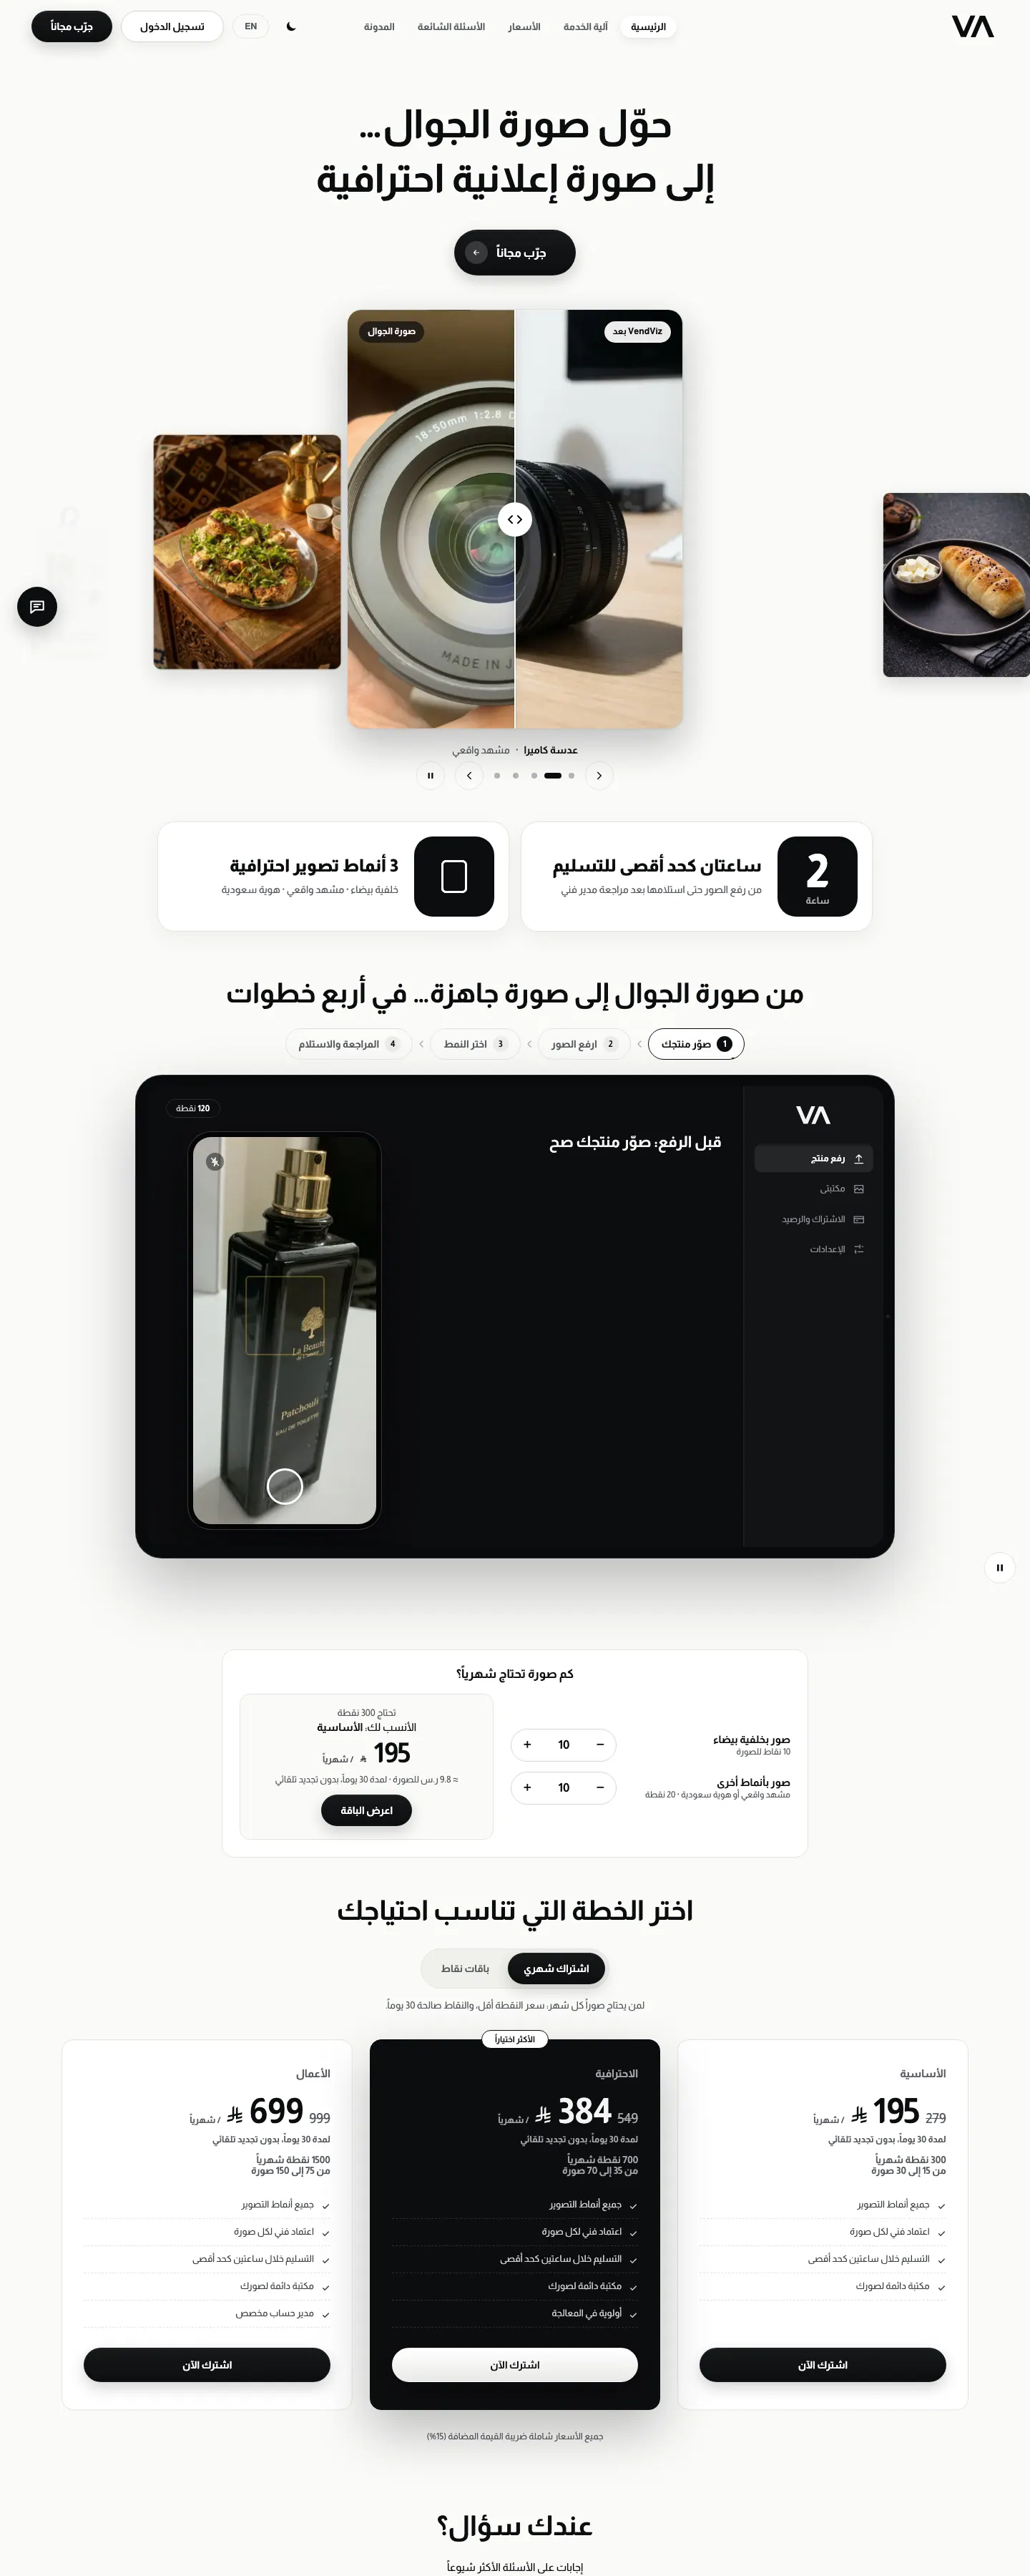 VA
الرئيسية
آلية الخدمة
الأسعار
الأسئلة الشائعة
المدونة
EN
تسجيل الدخول
جرّب مجاناً
حوّل صورة الجوال...
إلى صورة إعلانية احترافية
جرّب مجاناً
بعد VendViz
صورة الجوال
18-50mm 1:2.8 D
MADE IN J
عدسة كاميرا · مشهد واقعي
2
ساعة
ساعتان كحد أقصى للتسليم
من رفع الصور حتى استلامها بعد مراجعة مدير فني
3 أنماط تصوير احترافية
خلفية بيضاء · مشهد واقعي · هوية سعودية
من صورة الجوال إلى صورة جاهزة... في أربع خطوات
1 صوّر منتجك
2 ارفع الصور
3 اختر النمط
4 المراجعة والاستلام
VA
رفع منتج
مكتبتي
الاشتراك والرصيد
الإعدادات
120 نقطة
قبل الرفع: صوّر منتجك صح
La Beauté
Patchouli
EAU DE TOILETTE
كم صورة تحتاج شهرياً؟
صور بخلفية بيضاء
10 نقاط للصورة
− 10 +
صور بأنماط أخرى
مشهد واقعي أو هوية سعودية · 20 نقطة
− 10 +
تحتاج 300 نقطة
الأنسب لك: الأساسية
195 / شهرياً
≈ 9.8 ر.س للصورة · لمدة 30 يوماً، بدون تجديد تلقائي
اعرض الباقة
اختر الخطة التي تناسب احتياجك
اشتراك شهري
باقات نقاط
لمن يحتاج صوراً كل شهر، سعر النقطة أقل، والنقاط صالحة 30 يوماً.
الأساسية
279 195 / شهرياً
لمدة 30 يوماً، بدون تجديد تلقائي
300 نقطة شهرياً
من 15 إلى 30 صورة
جميع أنماط التصوير
اعتماد فني لكل صورة
التسليم خلال ساعتين كحد أقصى
مكتبة دائمة لصورك
اشترك الآن
الأكثر اختياراً
الاحترافية
549 384 / شهرياً
لمدة 30 يوماً، بدون تجديد تلقائي
700 نقطة شهرياً
من 35 إلى 70 صورة
جميع أنماط التصوير
اعتماد فني لكل صورة
التسليم خلال ساعتين كحد أقصى
مكتبة دائمة لصورك
أولوية في المعالجة
اشترك الآن
الأعمال
999 699 / شهرياً
لمدة 30 يوماً، بدون تجديد تلقائي
1500 نقطة شهرياً
من 75 إلى 150 صورة
جميع أنماط التصوير
اعتماد فني لكل صورة
التسليم خلال ساعتين كحد أقصى
مكتبة دائمة لصورك
مدير حساب مخصص
اشترك الآن
جميع الأسعار شاملة ضريبة القيمة المضافة (15%)
عندك سؤال؟
إجابات على الأسئلة الأكثر شيوعاً